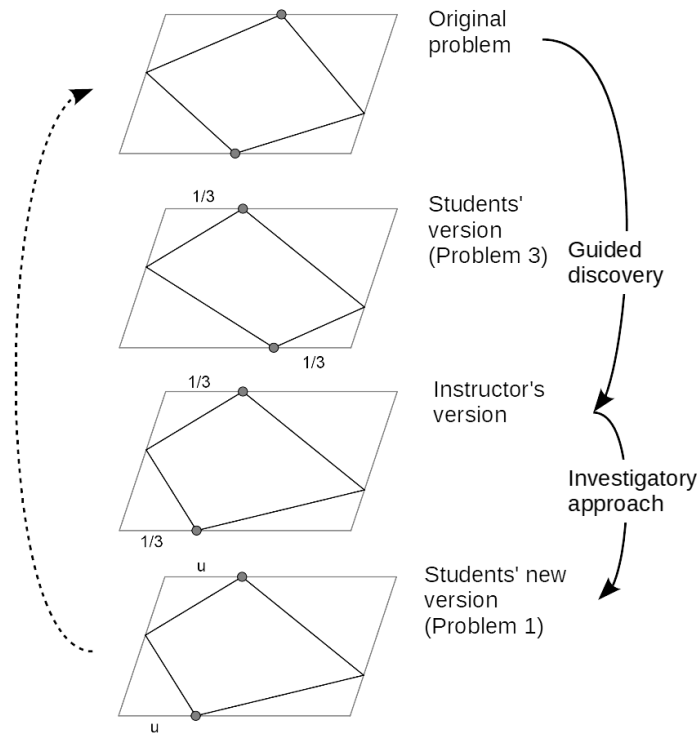 Original
problem
1/3
Students'
version
(Problem 3)
Guided
discovery
1/3
1/3
Instructor's
version
Investigatory
approach
1/3
u
Students' new
version
(Problem 1)
u